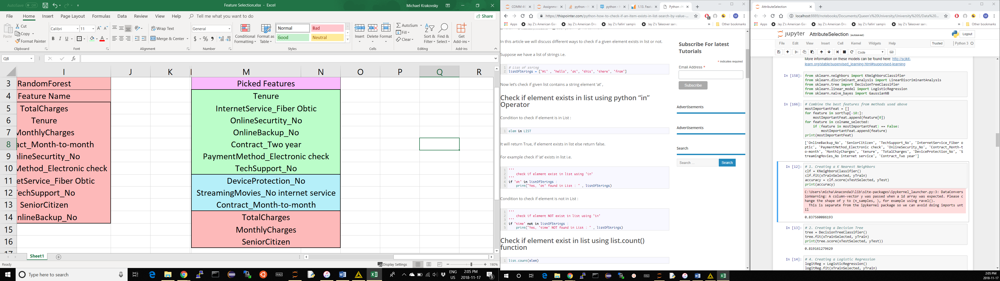 AutoSave Off
Feature Selection.xlsx - Excel
Michael Krakovsky
File Home Insert Page Layout Formulas Data Review View Help Tell me what you want to do
Share
Paste
Cut
Copy
Format Painter
Clipboard
Calibri 11
B I U
Font
Wrap Text
Merge & Center
Alignment
General
$ % ,
Number
Conditional Formatting
Format as Table
Normal Bad
Good Neutral
Styles
Insert Delete Format
Cells
AutoSum
Fill
Clear
Sort & Filter
Find & Select
Editing
Get Add-ins
Add-ins
Q8
fx
I J K M N O P Q R
3 RandomForest Picked Features
4 Feature Name Tenure
5 TotalCharges InternetService_Fiber Optic
6 Tenure OnlineSecurtity_No
7 MonthlyCharges OnlineBackup_No
8 act_Month-to-month Contract_Two year
9 nlineSecurtity_No PaymentMethod_Electronic check
10 Method_Electronic check TechSupport_No
11 etService_Fiber Optic DeviceProtection_No
12 TechSupport_No StreamingMovies_No internet service
13 SeniorCitizen Contract_Month-to-month
14 nlineBackup_No TotalCharges
15 MonthlyCharges
16 SeniorCitizen
Sheet1
Ready
Display Settings
190%
Type here to search
ENG
US
2:05 PM
2018-11-17
COMM 46
Assignme
python - H
python - H
1.13. Featu
Python : H
https://thispointer.com/python-how-to-check-if-an-item-exists-in-list-search-by-value-...
Apps
Jay Z's American Gan
Jay Z's American Dre
Jay Z's Fallin' sample
Jay Z's Takeover sam
Other bookmarks
In this article we will discuss different ways to check if a given element exists in list or not.
Suppose we have a list of strings i.e.
1 # List of string
2 listOfStrings = ['Hi' , 'hello', 'at', 'this', 'there', 'from']
Now let's check if given list contains a string element 'at' ,
Check if element exists in list using python “in”
Operator
Condition to check if element is in List :
1 elem in LIST
It will return True, if element exists in list else return false.
For example check if 'at' exists in list i.e.
1 '''
2 check if element exist in list using 'in'
3 '''
4 if 'at' in listOfStrings :
5 print("Yes, 'at' found in List : " , listOfStrings)
Condition to check if element is not in List :
1 '''
2 check if element NOT exist in list using 'in'
3 '''
4 if 'time' not in listOfStrings :
5 print("Yes, 'time' NOT found in List : " , listOfStrings)
Check if element exist in list using list.count()
function
1 list.count(elem)
Subscribe For latest
Tutorials
* indicates required
Email Address *
Subscribe
Advertisements
Advertisements
Search
Search ...
Search
AttributeSelection
localhost:8889/notebooks/Documents/Queen's%20University/University%205/Data%20...
Apps
Jay Z's American Gan
Jay Z's American Dre
Jay Z's Fallin' sample
Jay Z's Takeover sam
Other bookmarks
jupyter AttributeSelection (autosaved)
Logout
File Edit View Insert Cell Kernel Widgets Help
Trusted
Python 3
Code
More information on these models can be found here: http://scikit-
learn.org/stable/supervised_learning.html#supervised-learning
In [158]:
from sklearn.neighbors import KNeighborsClassifier
from sklearn.discriminant_analysis import LinearDiscriminantAnalysis
from sklearn.tree import DecisionTreeClassifier
from sklearn.linear_model import LogisticRegression
from sklearn.naive_bayes import GaussianNB
In [166]:
# Combine the best features from methods used above
mostImportantFeat = []
for feature in sortTup[-10:]:
mostImportantFeat.append(feature[0])
for feature in colname_selected:
if (feature in mostImportantFeat) == False:
mostImportantFeat.append(feature)
print(mostImportantFeat)
['OnlineBackup_No', 'SeniorCitizen', 'TechSupport_No', 'InternetService_Fiber o
ptic', 'PaymentMethod_Electronic check', 'OnlineSecurity_No', 'Contract_Month-t
o-month', 'MonthlyCharges', 'tenure', 'TotalCharges', 'DeviceProtection_No', 'S
treamingMovies_No internet service', 'Contract_Two year']
In [12]:
# 1. Creating a K Nearest Neighbors
clf = KNeighborsClassifier()
clf.fit(xTrainSelected, yTrain)
accuracy = clf.score(xTestSelected, yTest)
print(accuracy)
C:\Users\micha\Anaconda3\lib\site-packages\ipykernel_launcher.py:3: DataConvers
ionWarning: A column-vector y was passed when a 1d array was expected. Please c
hange the shape of y to (n_samples, ), for example using ravel().
This is separate from the ipykernel package so we can avoid doing imports unt
il
0.837560086193
In [13]:
# 2. Creating a Decision Tree
tree = DecisionTreeClassifier()
tree.fit(xTrainSelected, yTrain)
print(tree.score(xTestSelected, yTest))
0.819161279629
In [14]:
# 4. Creating a Logistic Regression
logitReg = LogisticRegression()
logitReg.fit(xTrainSelected, yTrain)
2:05 PM
2018-11-17